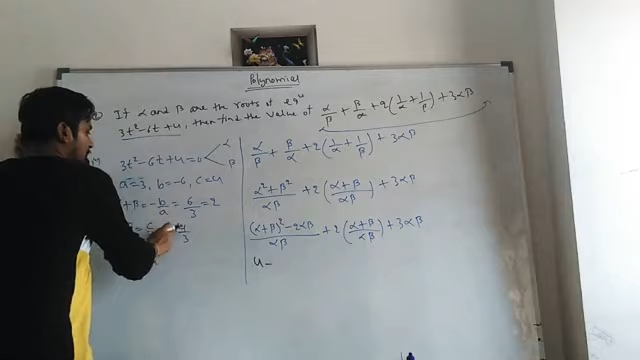 Polynomial
If α and β are the roots of eqⁿ
3t²-6t+4, then find the value of α/β + β/α + 2(1/α + 1/β) + 3αβ
3t²-6t+4=0 α β
a=3, b=-6, c=4
+β = -b/a = 6/3 = 2
= c 4/3
α/β + β/α + 2(1/α + 1/β) + 3αβ
α²+β²/αβ + 2(α+β/αβ) + 3αβ
(α+β)²-2αβ/αβ + 2(α+β/αβ) + 3αβ
4-